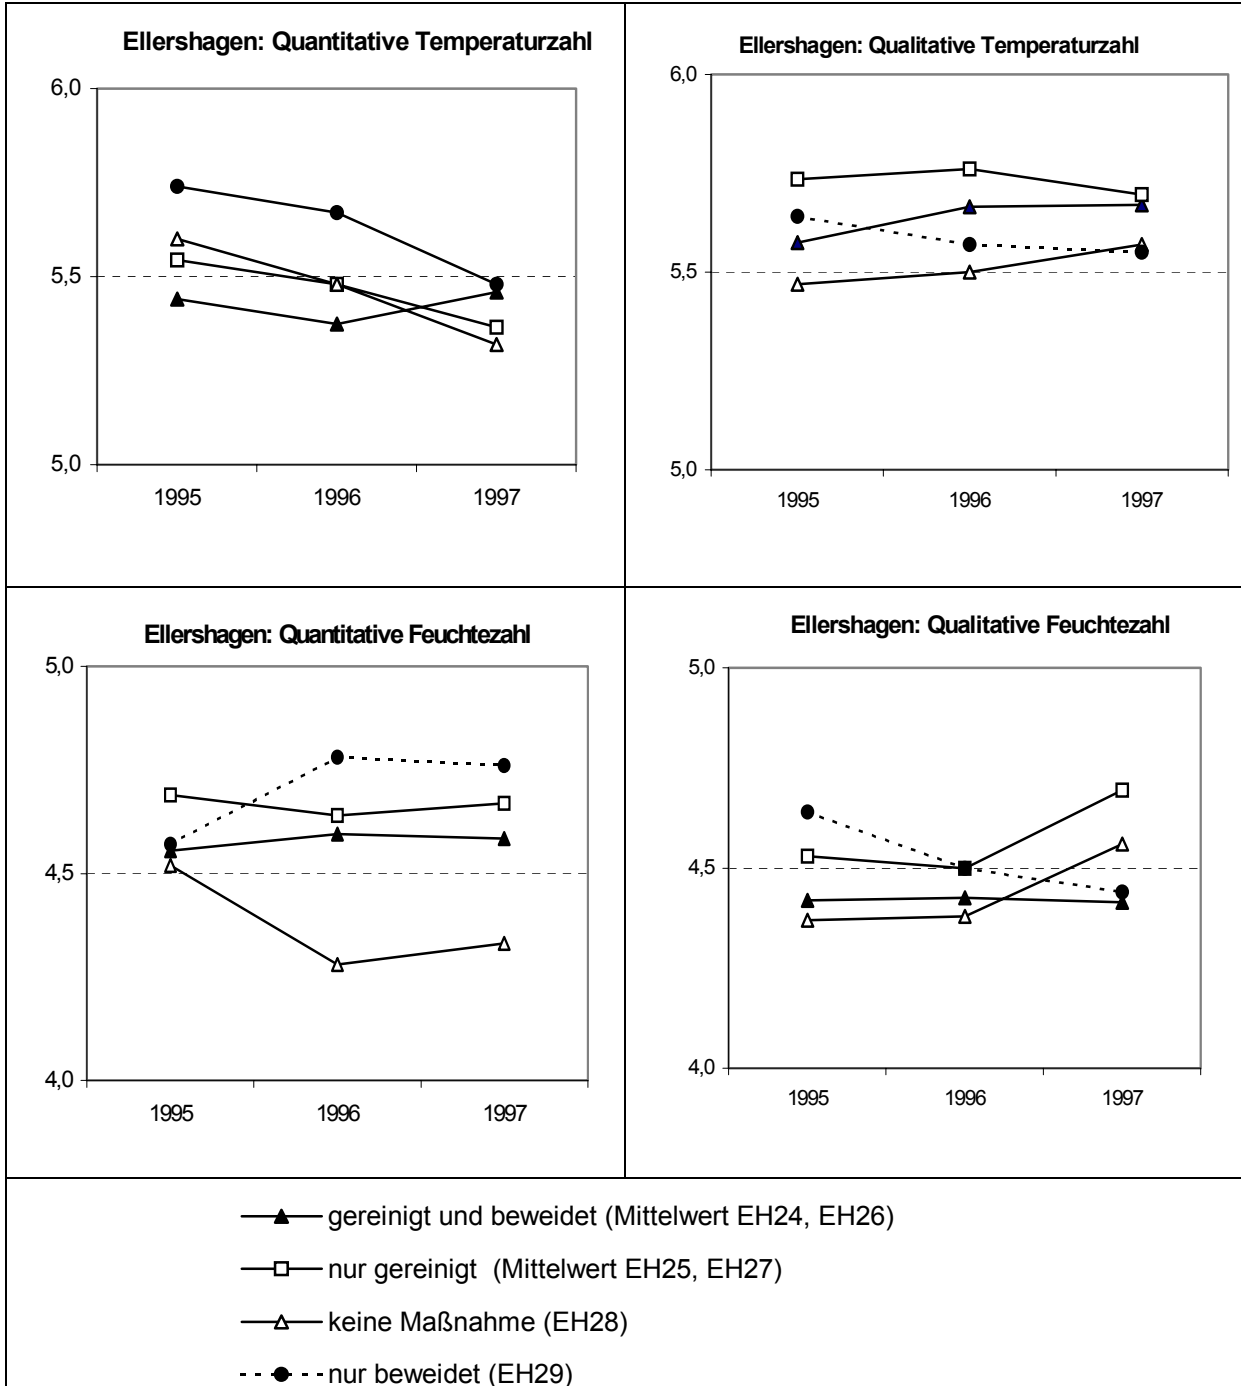 Ellershagen: Quantitative Temperaturzahl
6,0
5,5
5,0
1995 1996 1997
Ellershagen: Qualitative Temperaturzahl
6,0
5,5
5,0
1995 1996 1997
Ellershagen: Quantitative Feuchtezahl
5,0
4,5
4,0
1995 1996 1997
Ellershagen: Qualitative Feuchtezahl
5,0
4,5
4,0
1995 1996 1997
gereinigt und beweidet (Mittelwert EH24, EH26)
nur gereinigt (Mittelwert EH25, EH27)
keine Maßnahme (EH28)
nur beweidet (EH29)